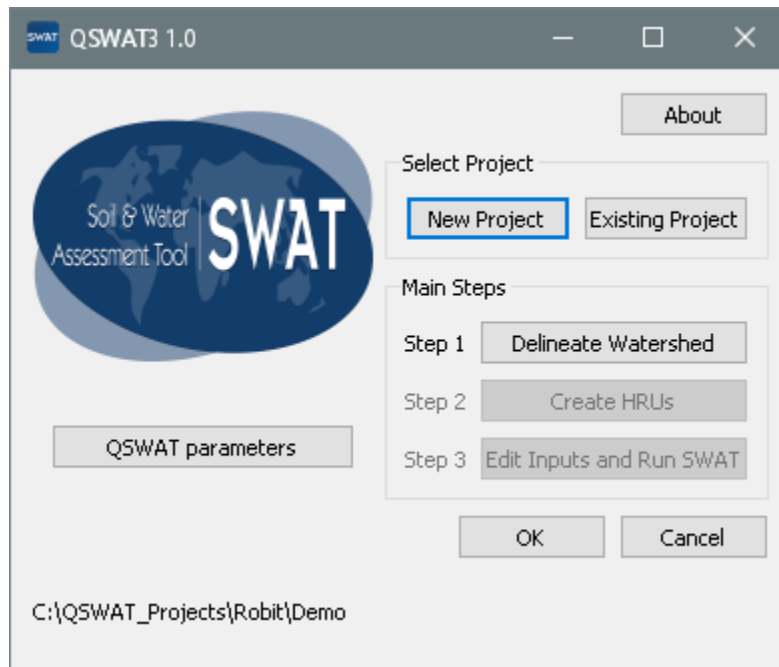 SWAT QSWAT3 1.0
About
Select Project
New Project Existing Project
Soil & Water
Assessment Tool
SWAT
Main Steps
Step 1 Delineate Watershed
Step 2 Create HRUs
Step 3 Edit Inputs and Run SWAT
QSWAT parameters
OK Cancel
C:\QSWAT_Projects\Robit\Demo